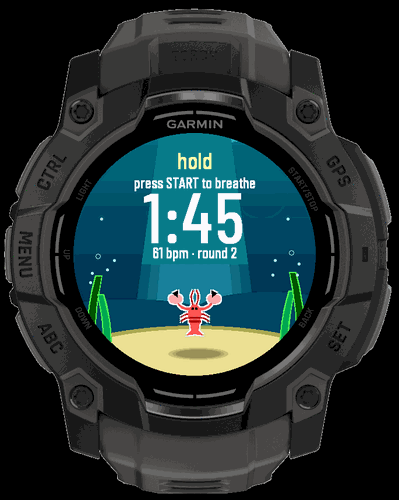 GARMIN
CTRL
GPS
LIGHT
START/STOP
hold
press START to breathe
1:45
61 bpm · round 2
MENU
UP
DOWN
BACK
ABC
SET